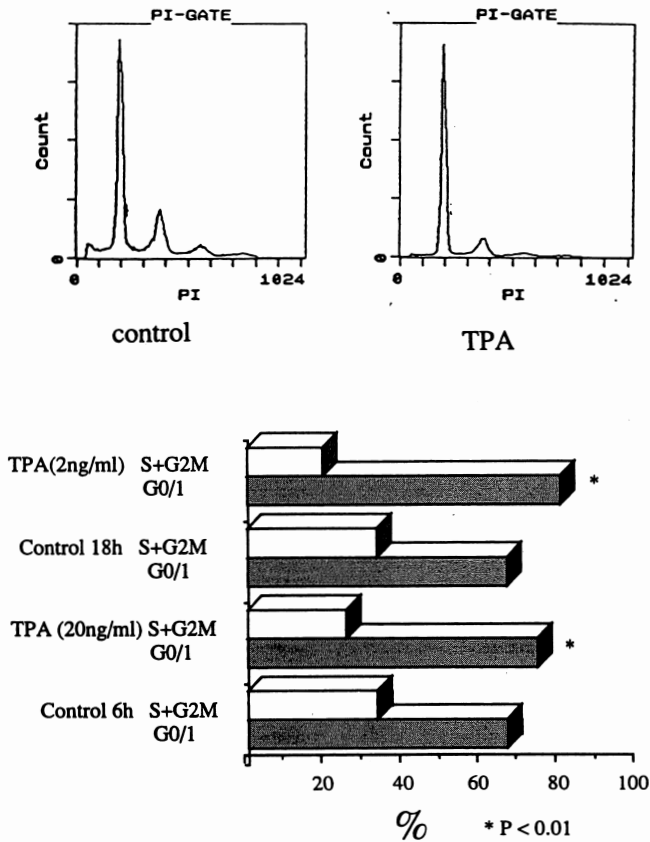 PI-GATE
Count
0
0 1024
PI
control
PI-GATE
Count
0
0 1024
PI
TPA
TPA(2ng/ml) S+G2M
G0/1
*
Control 18h S+G2M
G0/1
TPA (20ng/ml) S+G2M
G0/1
*
Control 6h S+G2M
G0/1
20 40 60 80 100
%
* P < 0.01